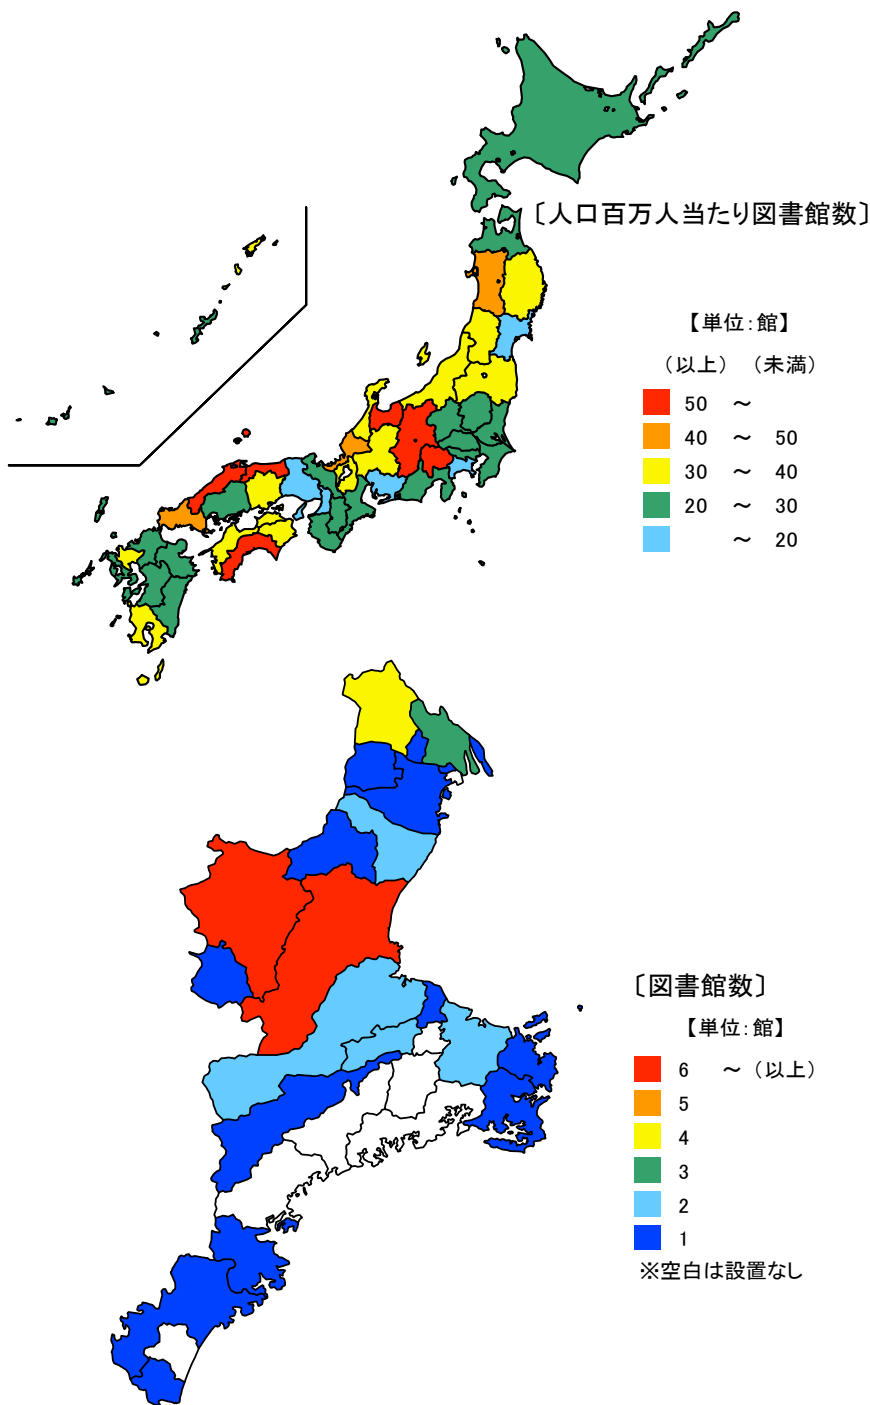 〔人口百万人当たり図書館数〕
【単位：館】
（以上）（未満）
50 ～
40 ～ 50
30 ～ 40
20 ～ 30
～ 20
〔図書館数〕
【単位：館】
6 ～（以上）
5
4
3
2
1
※空白は設置なし